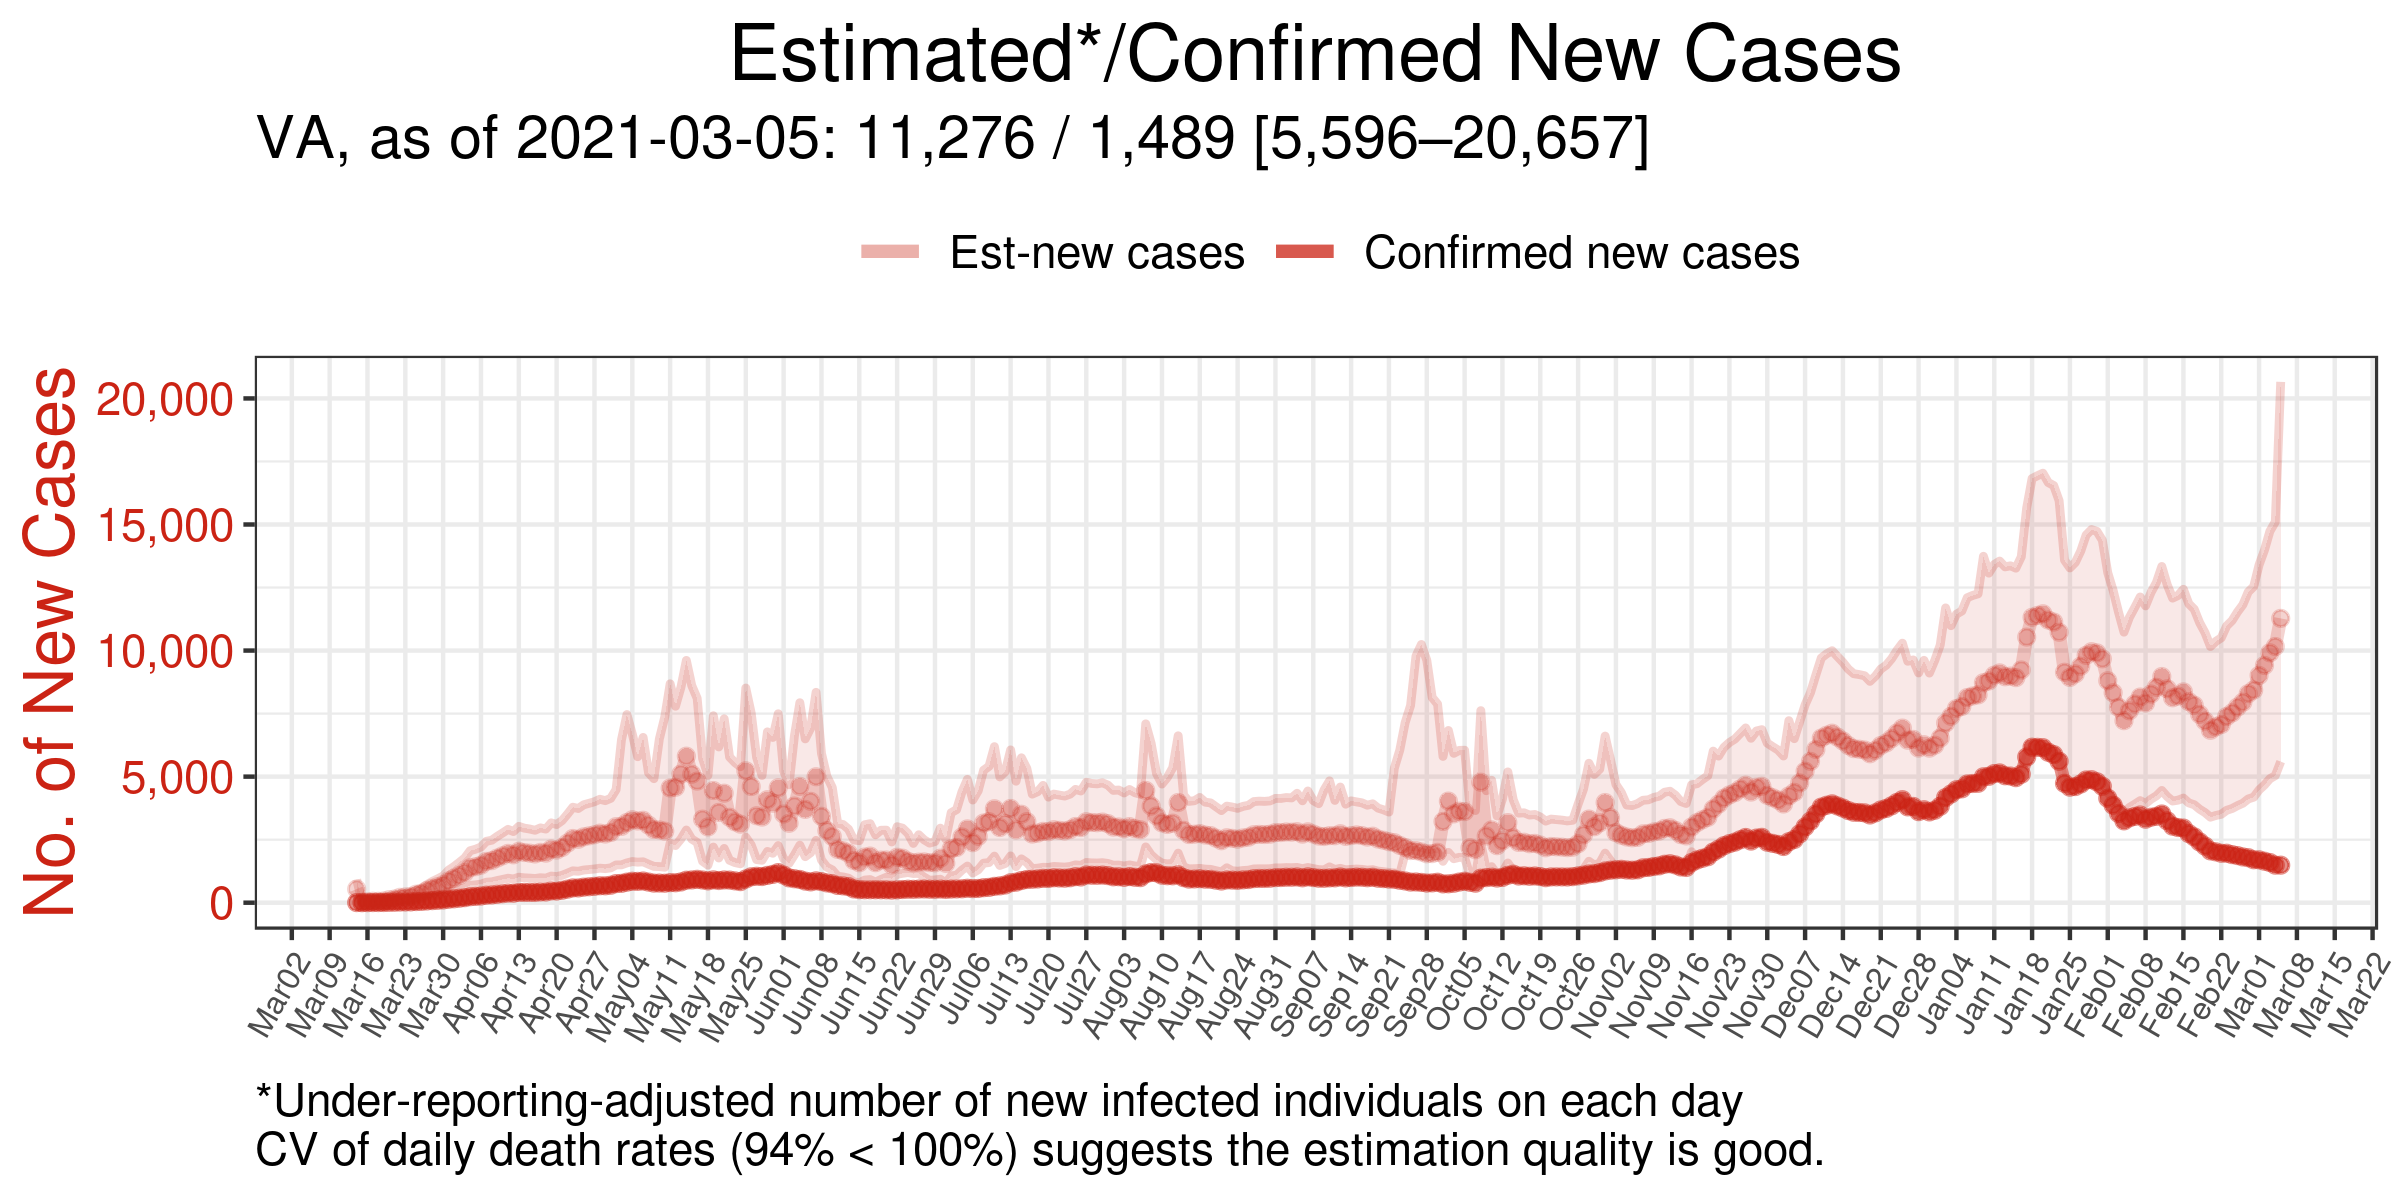 Estimated*/Confirmed New Cases
VA, as of 2021-03-05: 11,276 / 1,489 [5,596–20,657]
Est-new cases
Confirmed new cases
No. of New Cases
20,000
15,000
10,000
5,000
0
Mar02
Mar09
Mar16
Mar23
Mar30
Apr06
Apr13
Apr20
Apr27
May04
May11
May18
May25
Jun01
Jun08
Jun15
Jun22
Jun29
Jul06
Jul13
Jul20
Jul27
Aug03
Aug10
Aug17
Aug24
Aug31
Sep07
Sep14
Sep21
Sep28
Oct05
Oct12
Oct19
Oct26
Nov02
Nov09
Nov16
Nov23
Nov30
Dec07
Dec14
Dec21
Dec28
Jan04
Jan11
Jan18
Jan25
Feb01
Feb08
Feb15
Feb22
Mar01
Mar08
Mar15
Mar22
*Under-reporting-adjusted number of new infected individuals on each day
CV of daily death rates (94% < 100%) suggests the estimation quality is good.